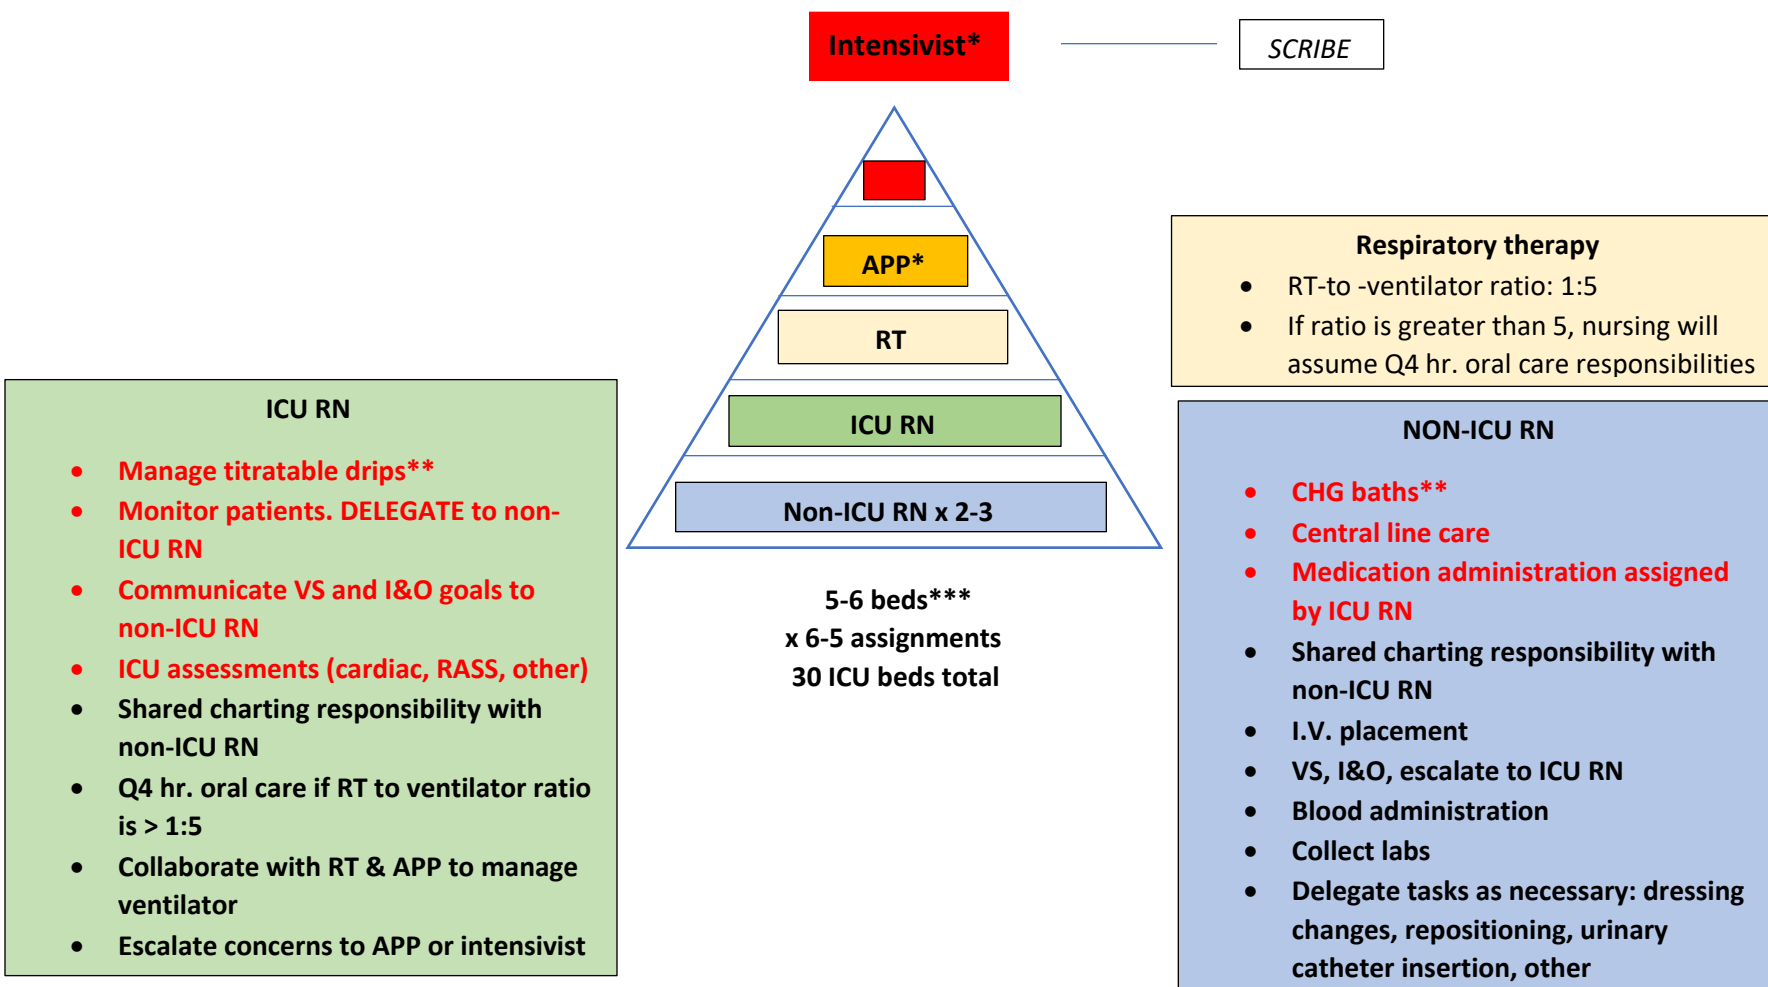 Intensivist*
SCRIBE
APP*
RT
ICU RN
Non-ICU RN x 2-3
5-6 beds***
x 6-5 assignments
30 ICU beds total
ICU RN
• Manage titratable drips**
• Monitor patients. DELEGATE to non-
ICU RN
• Communicate VS and I&O goals to
non-ICU RN
• ICU assessments (cardiac, RASS, other)
• Shared charting responsibility with
non-ICU RN
• Q4 hr. oral care if RT to ventilator ratio
is > 1:5
• Collaborate with RT & APP to manage
ventilator
• Escalate concerns to APP or intensivist
Respiratory therapy
• RT-to -ventilator ratio: 1:5
• If ratio is greater than 5, nursing will
assume Q4 hr. oral care responsibilities
NON-ICU RN
• CHG baths**
• Central line care
• Medication administration assigned
by ICU RN
• Shared charting responsibility with
non-ICU RN
• I.V. placement
• VS, I&O, escalate to ICU RN
• Blood administration
• Collect labs
• Delegate tasks as necessary: dressing
changes, repositioning, urinary
catheter insertion, other